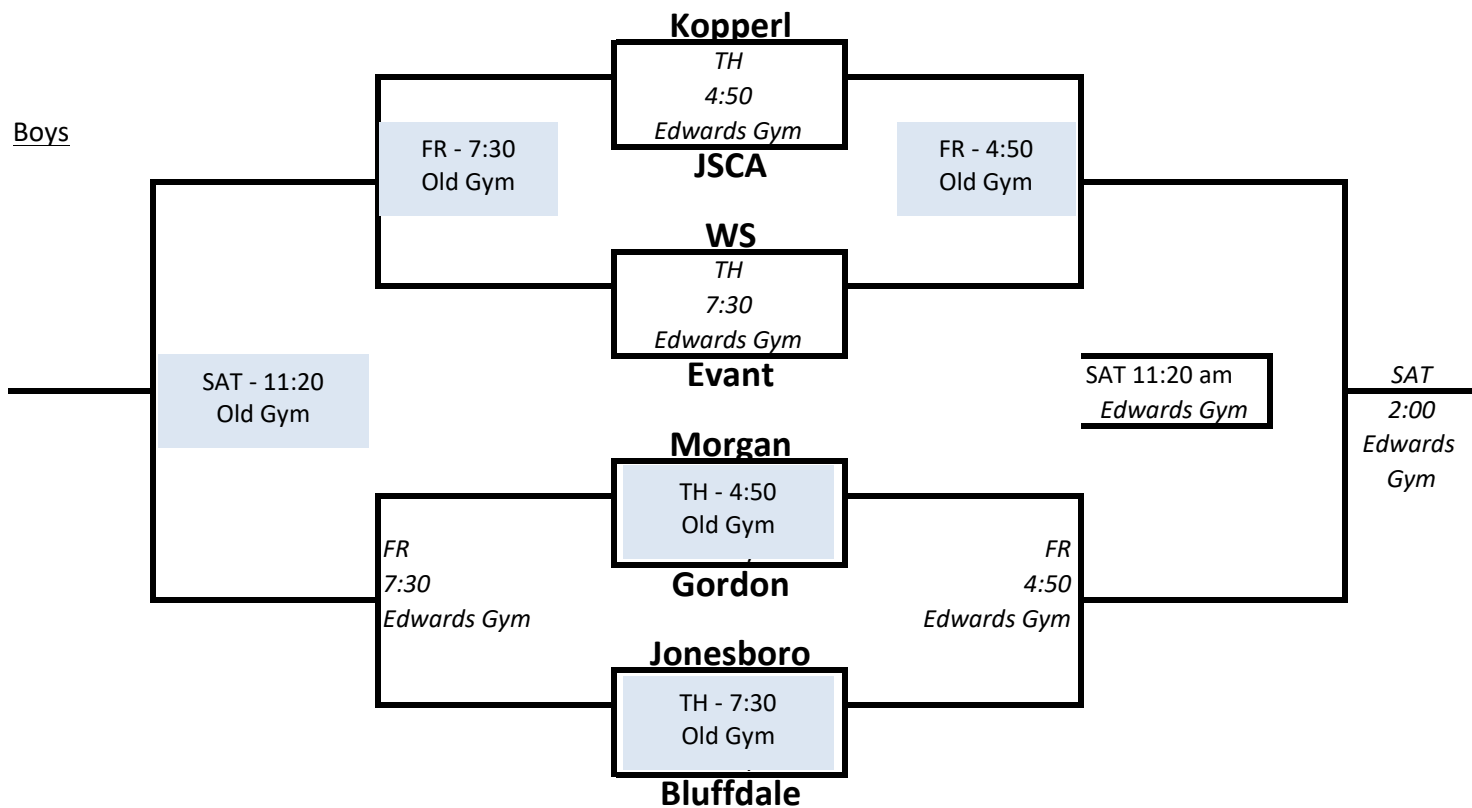 Boys
Kopperl
TH
4:50
Edwards Gym
JSCA
FR - 7:30
Old Gym
FR - 4:50
Old Gym
WS
TH
7:30
Edwards Gym
Evant
SAT - 11:20
Old Gym
SAT 11:20 am
Edwards Gym
SAT
2:00
Edwards
Gym
Morgan
TH - 4:50
Old Gym
Gordon
FR
7:30
Edwards Gym
FR
4:50
Edwards Gym
Jonesboro
TH - 7:30
Old Gym
Bluffdale